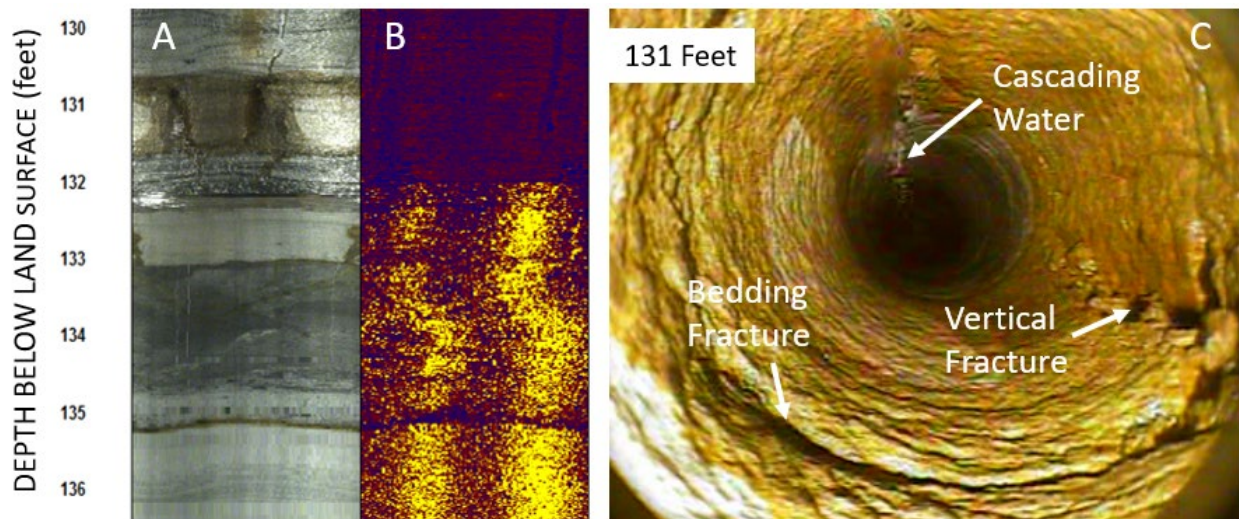 DEPTH BELOW LAND SURFACE (feet)
130
131
132
133
134
135
136
A
B
C
131 Feet
Cascading
Water
Bedding
Fracture
Vertical
Fracture